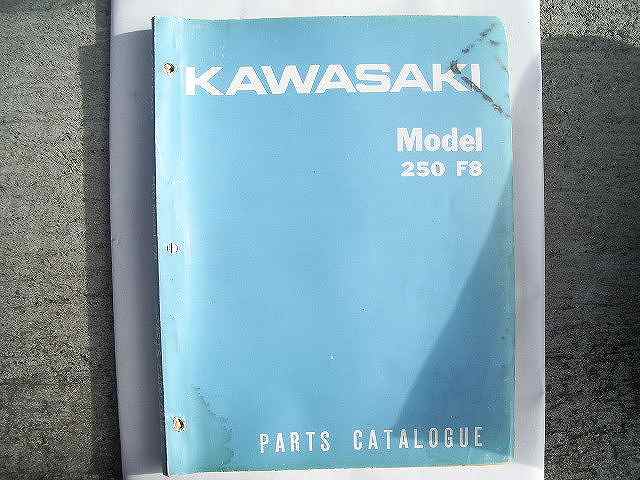 KAWASAKI
Model
250 F8
PARTS CATALOGUE